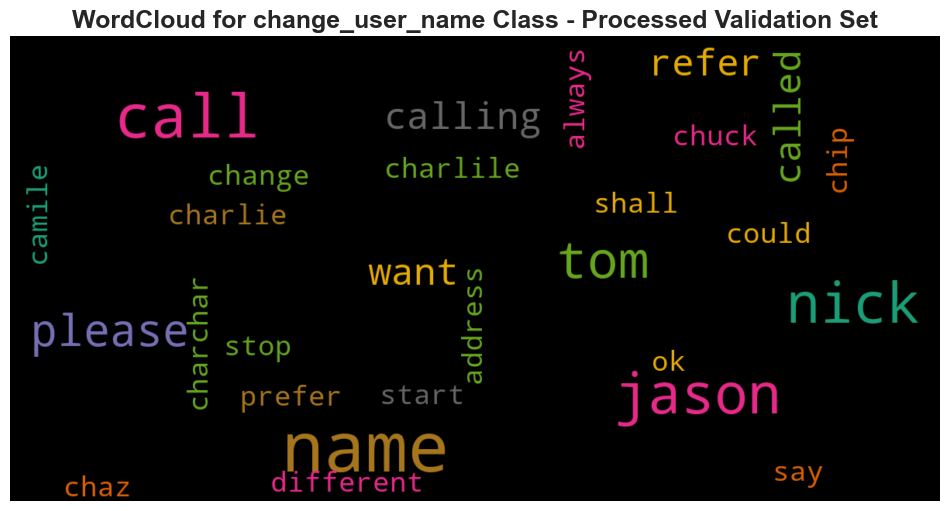 WordCloud for change_user_name Class - Processed Validation Set
always
refer
called
call
calling
chuck
chip
camile
change
charlile
charlie
shall
could
tom
want
address
nick
please
charchar
stop
ok
jason
prefer
start
name
different
say
chaz